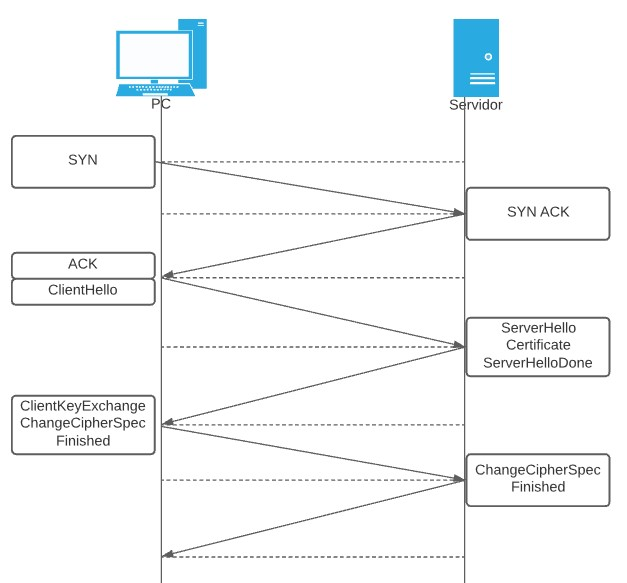 PC
Servidor
SYN
SYN ACK
ACK
ClientHello
ServerHello
Certificate
ServerHelloDone
ClientKeyExchange
ChangeCipherSpec
Finished
ChangeCipherSpec
Finished